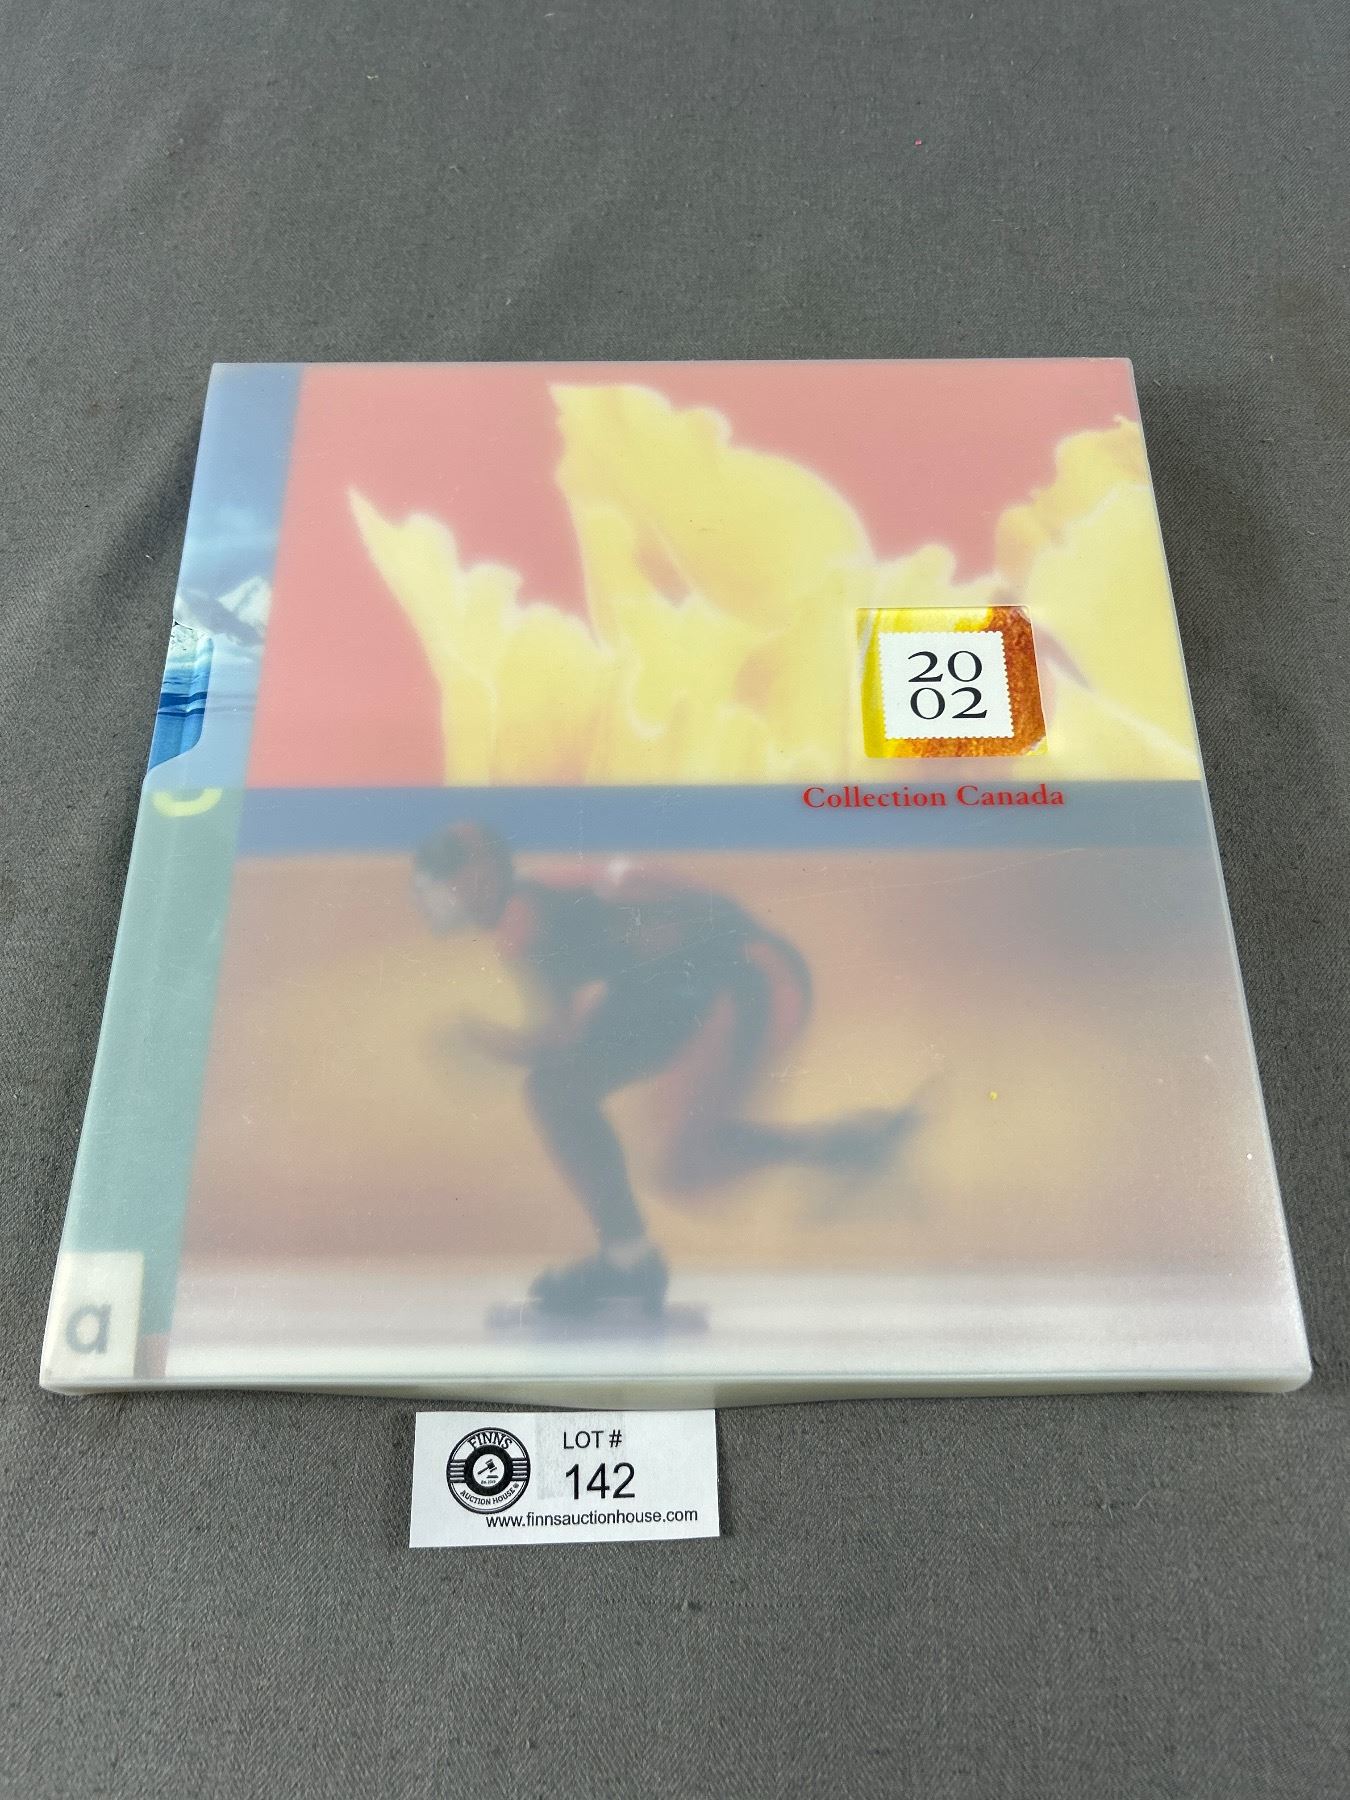 20
02
Collection Canada
a
FINNS
AUCTION HOUSE
LOT #
142
www.finnsauctionhouse.com